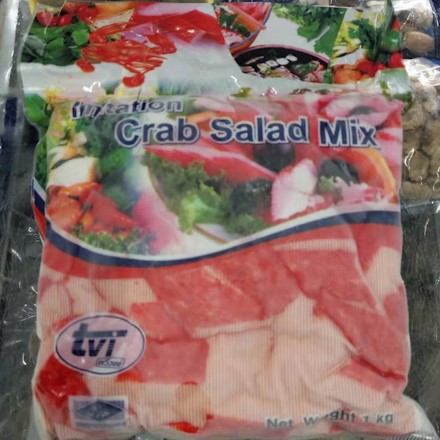 Imitation
Crab Salad Mix
tvi
Net Weight 1 kg